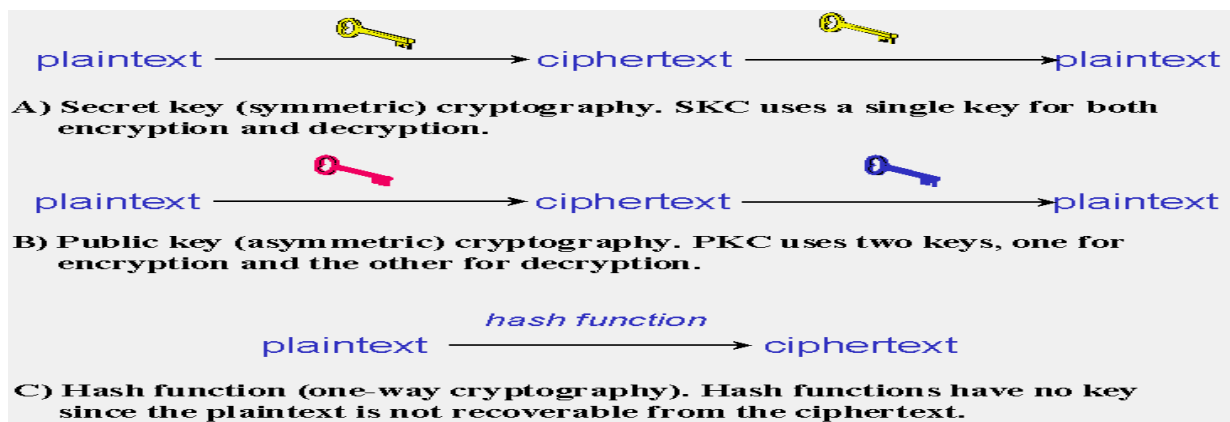 plaintext ciphertext plaintext
A) Secret key (symmetric) cryptography. SKC uses a single key for both
encryption and decryption.
plaintext ciphertext plaintext
B) Public key (asymmetric) cryptography. PKC uses two keys, one for
encryption and the other for decryption.
hash function
plaintext ciphertext
C) Hash function (one-way cryptography). Hash functions have no key
since the plaintext is not recoverable from the ciphertext.